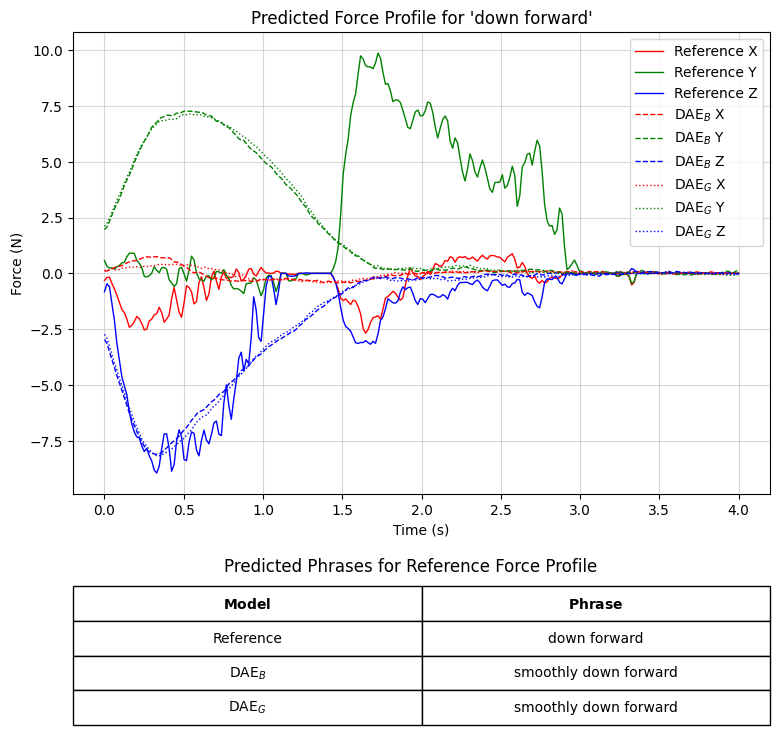 Predicted Force Profile for 'down forward'
Reference X
Reference Y
Reference Z
DAE_B X
DAE_B Y
DAE_B Z
DAE_G X
DAE_G Y
DAE_G Z
Force (N)
10.0
7.5
5.0
2.5
0.0
−2.5
−5.0
−7.5
0.0 0.5 1.0 1.5 2.0 2.5 3.0 3.5 4.0
Time (s)
Predicted Phrases for Reference Force Profile
Model Phrase
Reference down forward
DAE_B smoothly down forward
DAE_G smoothly down forward